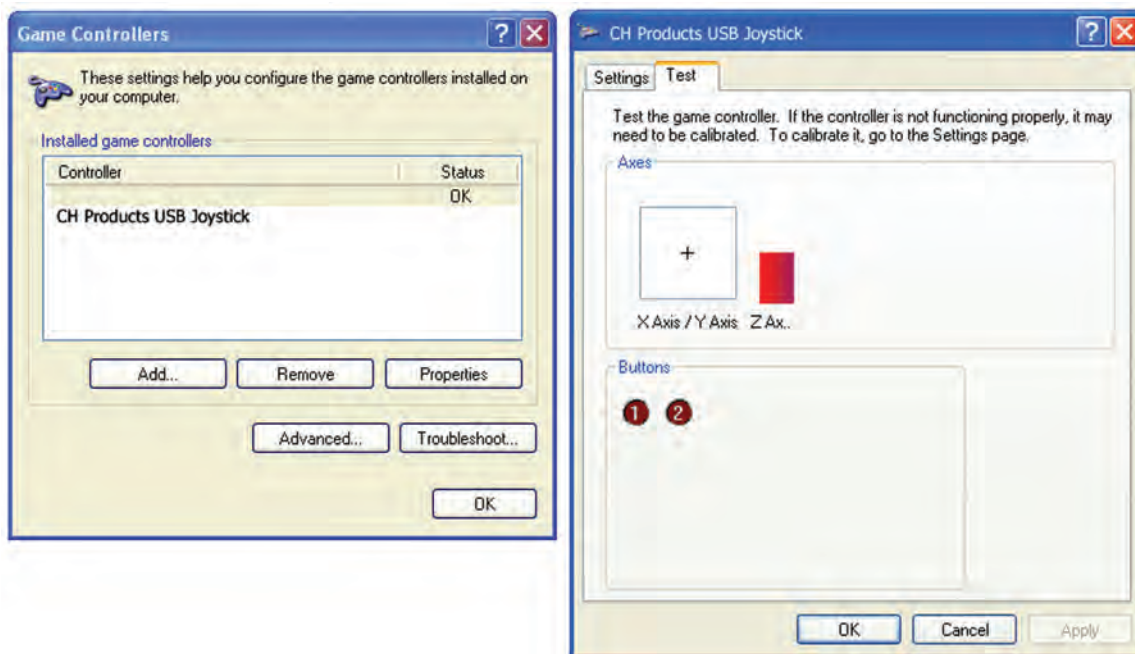 Game Controllers
These settings help you configure the game controllers installed on
your computer.
Installed game controllers
Controller Status
OK
CH Products USB Joystick
Add... Remove Properties
Advanced... Troubleshoot...
OK
CH Products USB Joystick
Settings Test
Test the game controller. If the controller is not functioning properly, it may
need to be calibrated. To calibrate it, go to the Settings page.
Axes
X Axis / Y Axis Z Ax..
Buttons
1 2
OK Cancel Apply